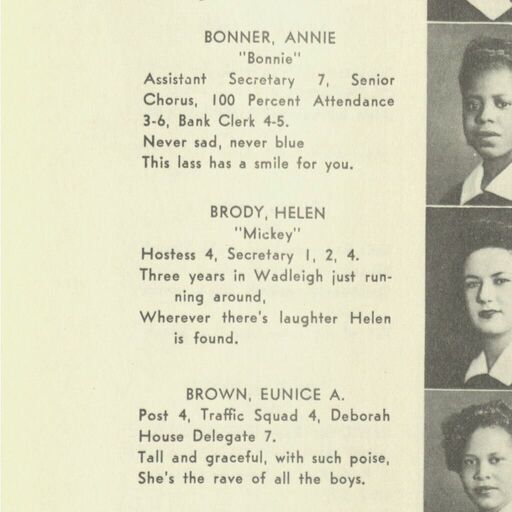 BONNER, ANNIE
"Bonnie"
Assistant Secretary 7, Senior
Chorus, 100 Percent Attendance
3-6, Bank Clerk 4-5.
Never sad, never blue
This lass has a smile for you.
BRODY, HELEN
"Mickey"
Hostess 4, Secretary 1, 2, 4.
Three years in Wadleigh just run-
ning around,
Wherever there's laughter Helen
is found.
BROWN, EUNICE A.
Post 4, Traffic Squad 4, Deborah
House Delegate 7.
Tall and graceful, with such poise,
She's the rave of all the boys.